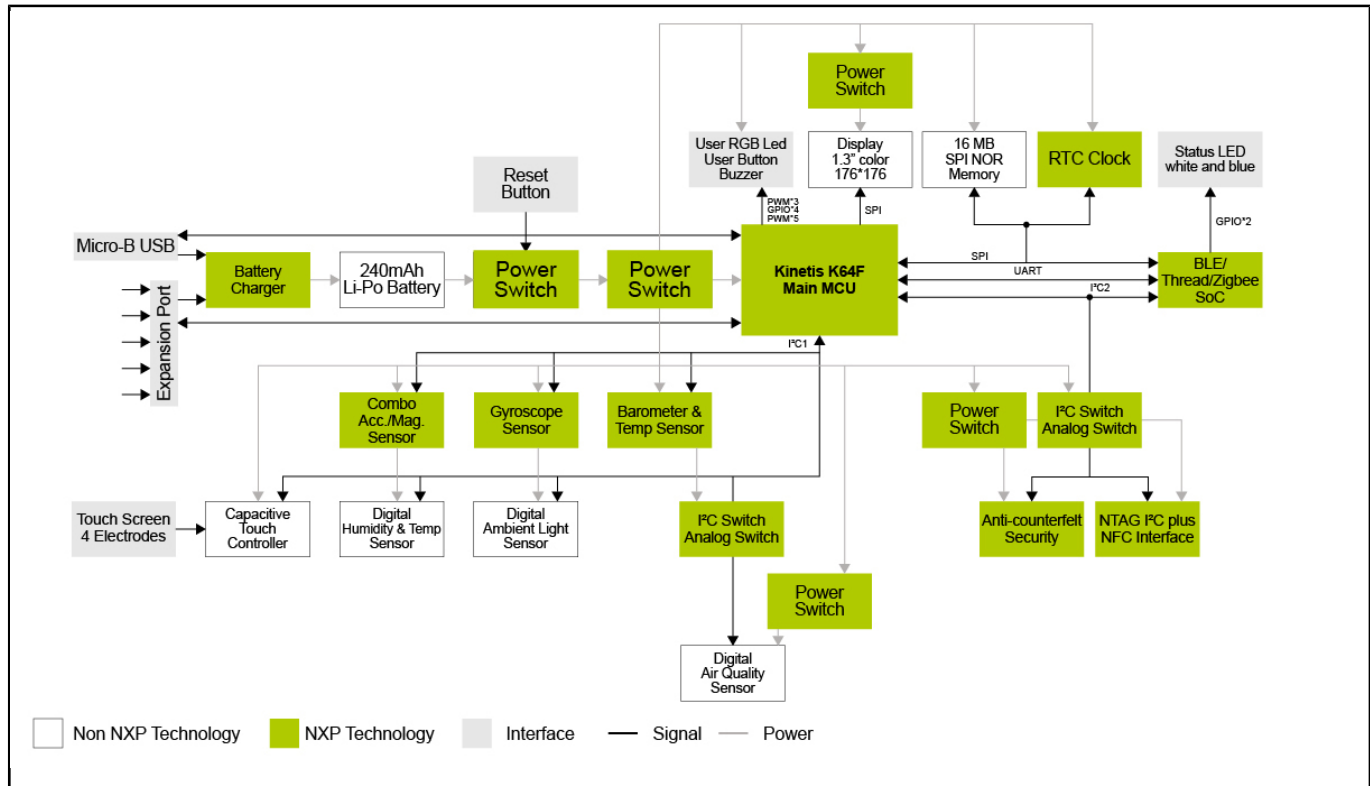 Power
Switch
User RGB Led
User Button
Buzzer
Display
1.3” color
176*176
16 MB
SPI NOR
Memory
RTC Clock
Status LED
white and blue
Reset
Button
PWM*3
GPIO*4
PWM*5
SPI
GPIO*2
Micro-B USB
Battery
Charger
240mAh
Li-Po Battery
Power
Switch
Power
Switch
Kinetis K64F
Main MCU
SPI
UART
I²C2
BLE/
Thread/Zigbee
SoC
Expansion Port
I²C1
Combo
Acc./Mag.
Sensor
Gyroscope
Sensor
Barometer &
Temp Sensor
Power
Switch
I²C Switch
Analog Switch
Touch Screen
4 Electrodes
Capacitive
Touch
Controller
Digital
Humidity & Temp
Sensor
Digital
Ambient Light
Sensor
I²C Switch
Analog Switch
Anti-counterfelt
Security
NTAG I²C plus
NFC Interface
Power
Switch
Digital
Air Quality
Sensor
Non NXP Technology
NXP Technology
Interface
Signal
Power